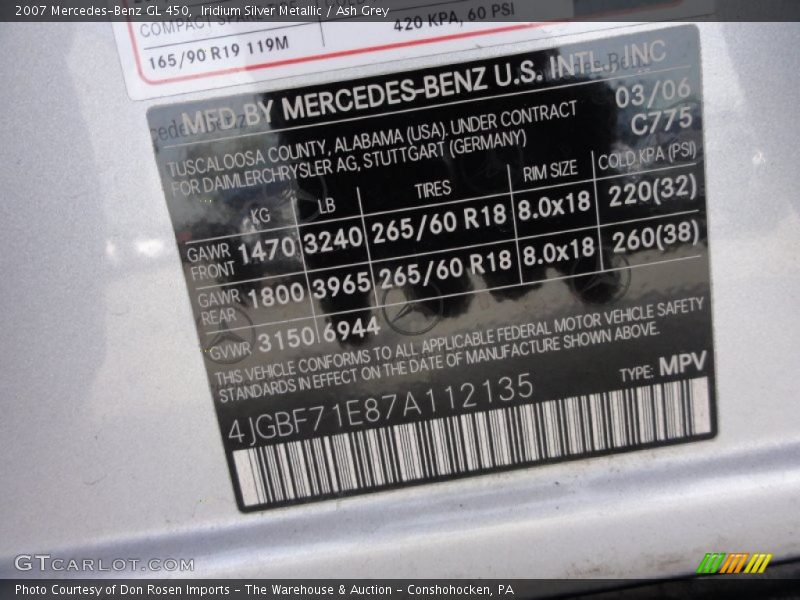 2007 Mercedes-Benz GL 450, Iridium Silver Metallic / Ash Grey
COMPACT SPARE
420 KPA, 60 PSI
165/90 R19 119M
MFD BY MERCEDES-BENZ U.S. INTL, INC
TUSCALOOSA COUNTY, ALABAMA (USA). UNDER CONTRACT 03/06
FOR DAIMLERCHRYSLER AG, STUTTGART (GERMANY) C775
KG LB TIRES RIM SIZE COLD KPA (PSI)
GAWR FRONT 1470 3240 265/60 R18 8.0x18 220(32)
GAWR REAR 1800 3965 265/60 R18 8.0x18 260(38)
GVWR 3150 6944
THIS VEHICLE CONFORMS TO ALL APPLICABLE FEDERAL MOTOR VEHICLE SAFETY
STANDARDS IN EFFECT ON THE DATE OF MANUFACTURE SHOWN ABOVE.
TYPE: MPV
4JGBF71E87A112135
GTCARLOT.COM
Photo Courtesy of Don Rosen Imports - The Warehouse & Auction - Conshohocken, PA